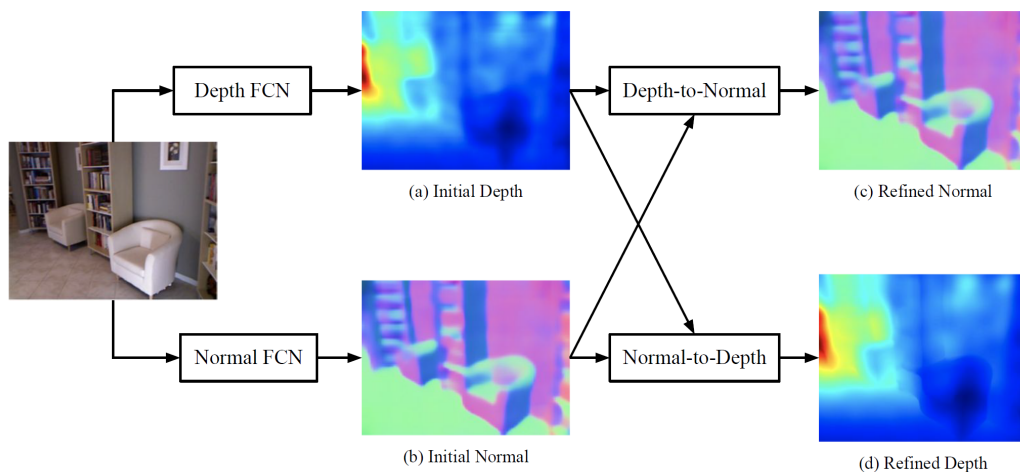 Depth FCN
Depth-to-Normal
(a) Initial Depth
(c) Refined Normal
Normal FCN
Normal-to-Depth
(b) Initial Normal
(d) Refined Depth